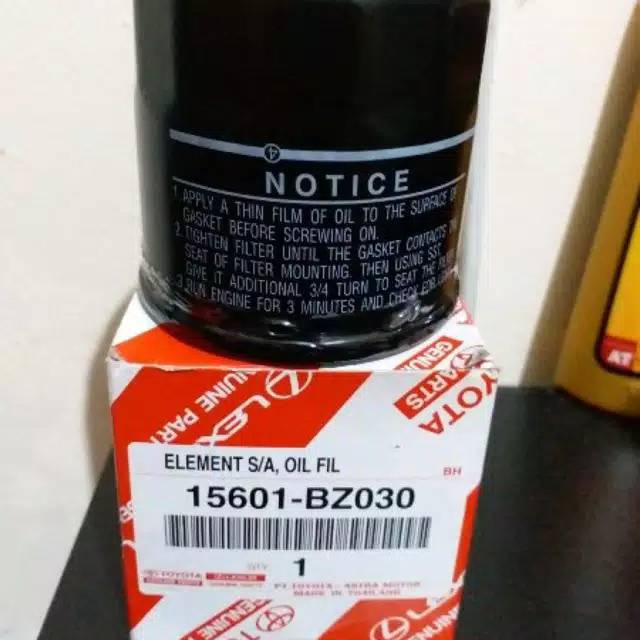 4
NOTICE
1. APPLY A THIN FILM OF OIL TO THE SURFACE OF
GASKET BEFORE SCREWING ON.
2. TIGHTEN FILTER UNTIL THE GASKET CONTACTS
SEAT OF FILTER MOUNTING. THEN USING SST
GIVE IT ADDITIONAL 3/4 TURN TO SEAT THE
3. RUN ENGINE FOR 3 MINUTES AND CHECK FOR
TOYOTA
GENUINE PARTS
LEXUS
GENUINE PARTS
ELEMENT S/A, OIL FIL
BH
15601-BZ030
QTY 1
TOYOTA
LEXUS
PT.TOYOTA - ASTRA MOTOR
MADE IN THAILAND
AT